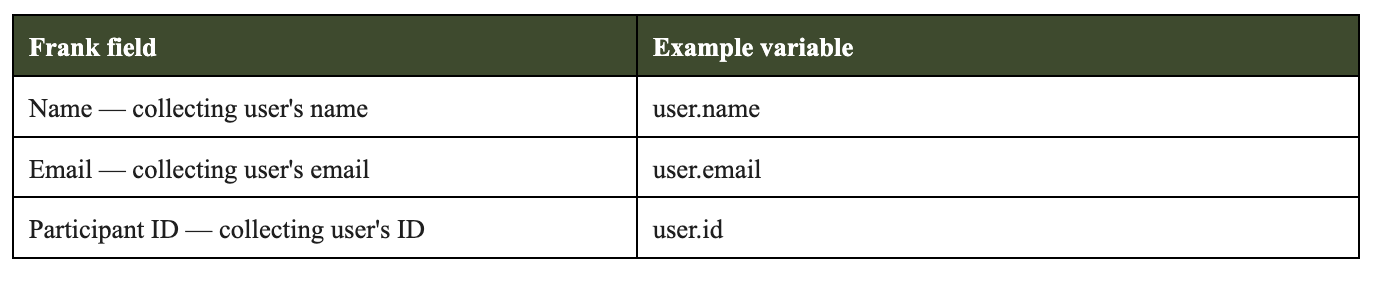 Frank field Example variable
Name — collecting user's name user.name
Email — collecting user's email user.email
Participant ID — collecting user's ID user.id